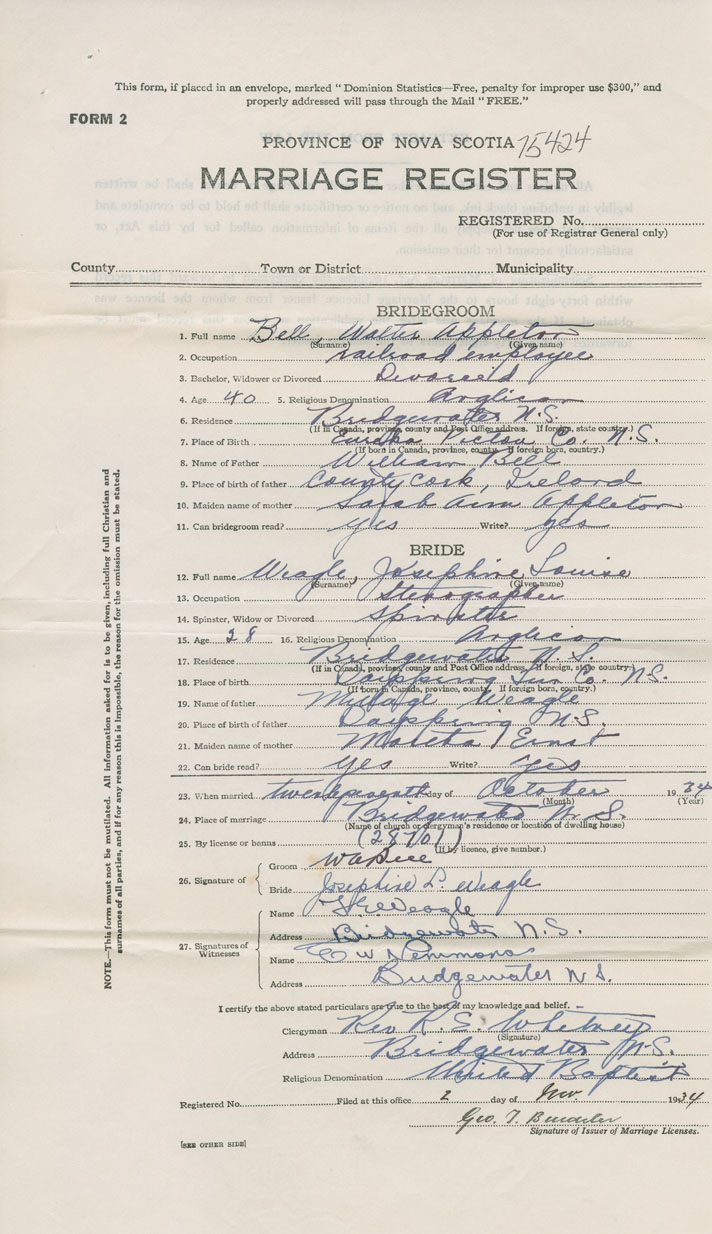 This form, if placed in an envelope, marked "Dominion Statistics—Free, penalty for improper use $300," and
properly addressed will pass through the Mail "FREE."
FORM 2
PROVINCE OF NOVA SCOTIA 15424
MARRIAGE REGISTER
REGISTERED No.
(For use of Registrar General only)
County Town or District Municipality
BRIDEGROOM
1. Full name Bell, Walter Appleton
(Surname) (Given name)
2. Occupation railroad employee
3. Bachelor, Widower or Divorced Divorced
4. Age 40 5. Religious Denomination Anglican
6. Residence Bridgewater N.S.
(If in Canada, province, county and Post Office address. If foreign, state country.)
7. Place of Birth Eureka Pictou Co. N.S.
(If born in Canada, province, county. If foreign born, country.)
8. Name of Father William Bell
9. Place of birth of father County Cork, Ireland
10. Maiden name of mother Sarah Ann Appleton
11. Can bridegroom read? yes Write? yes
BRIDE
12. Full name Weagle, Josephine Louise
(Surname) (Given name)
13. Occupation Stenographer
14. Spinster, Widow or Divorced Spinster
15. Age 28 16. Religious Denomination Anglican
17. Residence Bridgewater N.S.
(If in Canada, province, county and Post Office address. If foreign, state country.)
18. Place of birth Dayspring Lun Co. N.S.
(If born in Canada, province, county. If foreign born, country.)
19. Name of father Weagle
20. Place of birth of father Dayspring N.S.
21. Maiden name of mother Ernst
22. Can bride read? yes Write? yes
23. When married day of October 1934
(Month) (Year)
24. Place of marriage Bridgewater N.S.
(Name of church or clergyman's residence or location of dwelling house)
25. By license or banns (28701)
(If by licence, give number.)
26. Signature of
Groom
Bride Josephine L. Weagle
27. Signatures of Witnesses
Name Weagle
Address Bridgewater N.S.
Name
Address Bridgewater N S.
I certify the above stated particulars are true to the best of my knowledge and belief.
Clergyman Rev R. S. Whitney
(Signature)
Address Bridgewater N.S.
Religious Denomination United Baptist
Registered No. Filed at this office 2 day of Nov. 1934
Geo. T.
Signature of Issuer of Marriage Licenses.
[SEE OTHER SIDE]
NOTE.—This form must not be mutilated. All information asked for is to be given, including full Christian and
surnames of all parties, and if for any reason this is impossible, the reason for the omission must be stated.